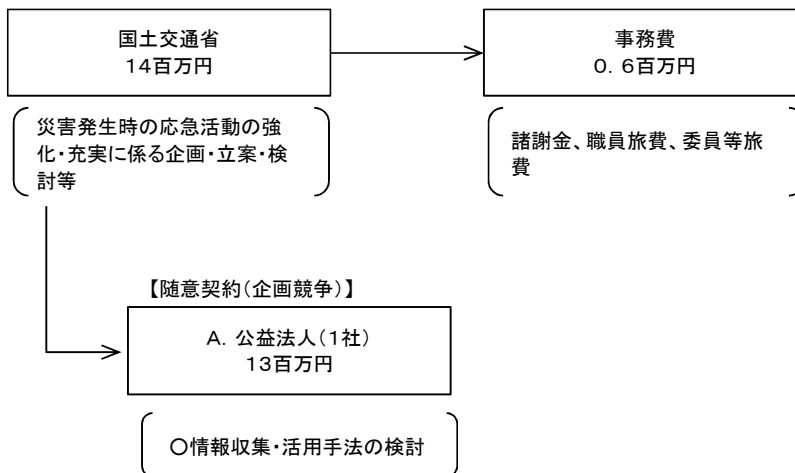 国土交通省
14百万円
事務費
０．６百万円
災害発生時の応急活動の強
化・充実に係る企画・立案・検
討等
諸謝金、職員旅費、委員等旅
費
【随意契約（企画競争）】
Ａ．公益法人（１社）
13百万円
○情報収集・活用手法の検討